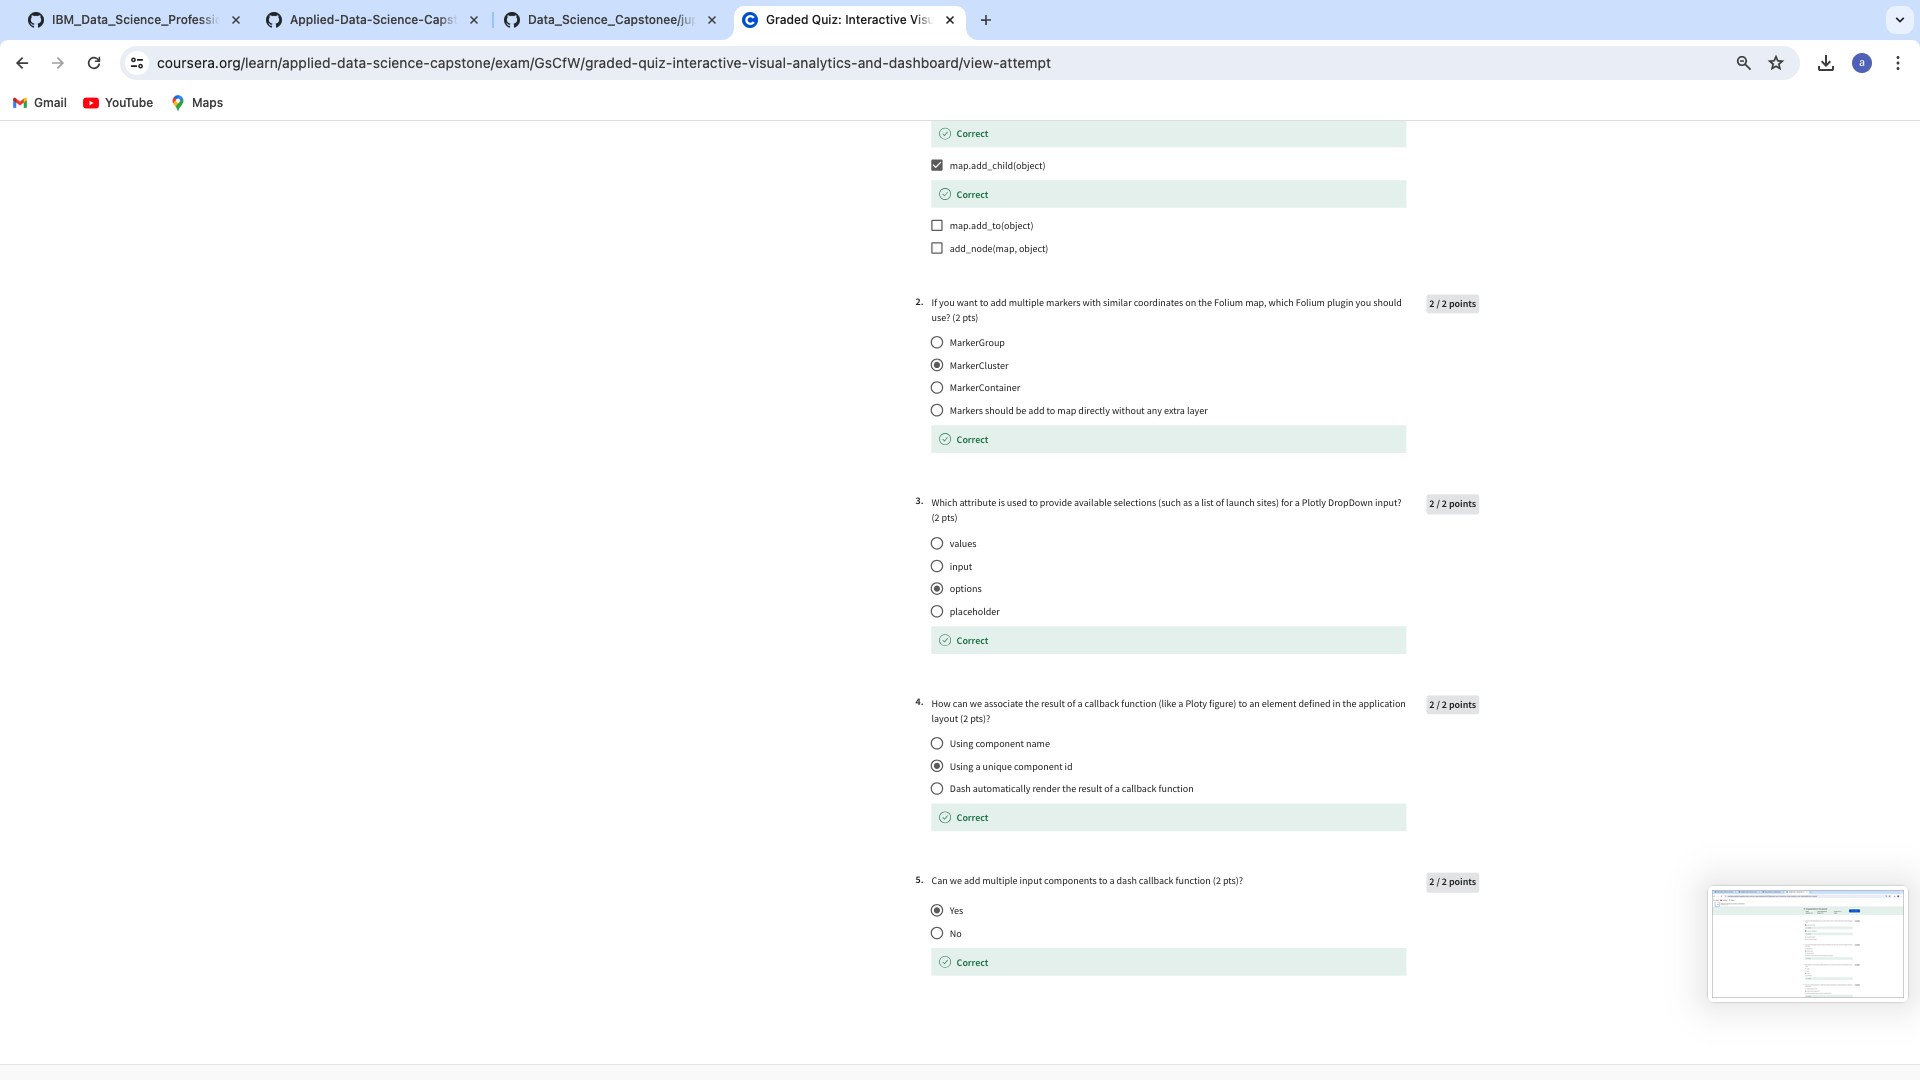 IBM_Data_Science_Professi
Applied-Data-Science-Caps
Data_Science_Capstonee/ju
Graded Quiz: Interactive Visu
coursera.org/learn/applied-data-science-capstone/exam/GsCfW/graded-quiz-interactive-visual-analytics-and-dashboard/view-attempt
a
Gmail
YouTube
Maps
Correct
map.add_child(object)
Correct
map.add_to(object)
add_node(map, object)
2. If you want to add multiple markers with similar coordinates on the Folium map, which Folium plugin you should
use? (2 pts)
2 / 2 points
MarkerGroup
MarkerCluster
MarkerContainer
Markers should be add to map directly without any extra layer
Correct
3. Which attribute is used to provide available selections (such as a list of launch sites) for a Plotly DropDown input?
(2 pts)
2 / 2 points
values
input
options
placeholder
Correct
4. How can we associate the result of a callback function (like a Ploty figure) to an element defined in the application
layout (2 pts)?
2 / 2 points
Using component name
Using a unique component id
Dash automatically render the result of a callback function
Correct
5. Can we add multiple input components to a dash callback function (2 pts)?
2 / 2 points
Yes
No
Correct